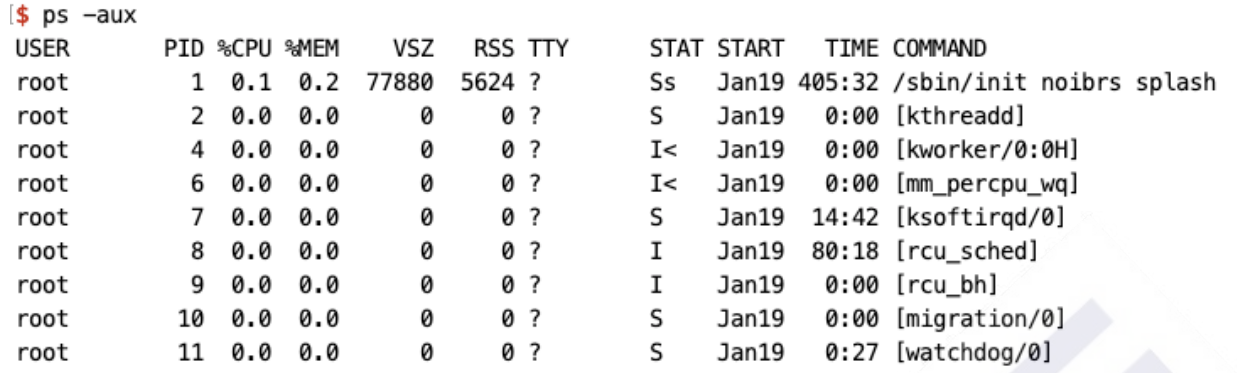 [$ ps -aux
USER PID %CPU %MEM VSZ RSS TTY STAT START TIME COMMAND
root 1 0.1 0.2 77880 5624 ? Ss Jan19 405:32 /sbin/init noibrs splash
root 2 0.0 0.0 0 0 ? S Jan19 0:00 [kthreadd]
root 4 0.0 0.0 0 0 ? I< Jan19 0:00 [kworker/0:0H]
root 6 0.0 0.0 0 0 ? I< Jan19 0:00 [mm_percpu_wq]
root 7 0.0 0.0 0 0 ? S Jan19 14:42 [ksoftirqd/0]
root 8 0.0 0.0 0 0 ? I Jan19 80:18 [rcu_sched]
root 9 0.0 0.0 0 0 ? I Jan19 0:00 [rcu_bh]
root 10 0.0 0.0 0 0 ? S Jan19 0:00 [migration/0]
root 11 0.0 0.0 0 0 ? S Jan19 0:27 [watchdog/0]